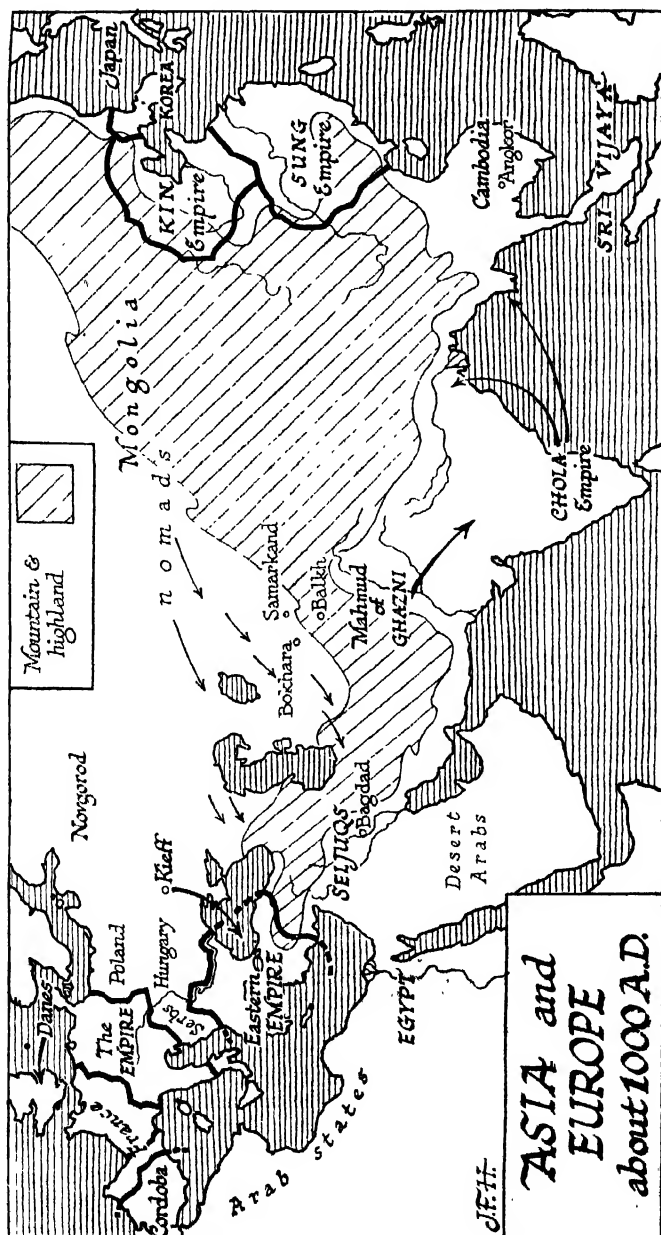 Mountain &
highland
Danes
Novgorod
Poland
The
EMPIRE
France
Cordoba
Hungary
Serbs
Kieff
Eastern
EMPIRE
Arab states
EGYPT
SELJUQS
Bagdad
Desert
Arabs
nomads
Mongolia
Bokhara
Samarkand
Balkh
Mahmud
of
GHAZNI
CHOLA
Empire
KIN
Empire
KOREA
Japan
SUNG
Empire
Cambodia
Angkor
SRI VIJAYA
J.F.H.
ASIA and
EUROPE
about 1000 A.D.